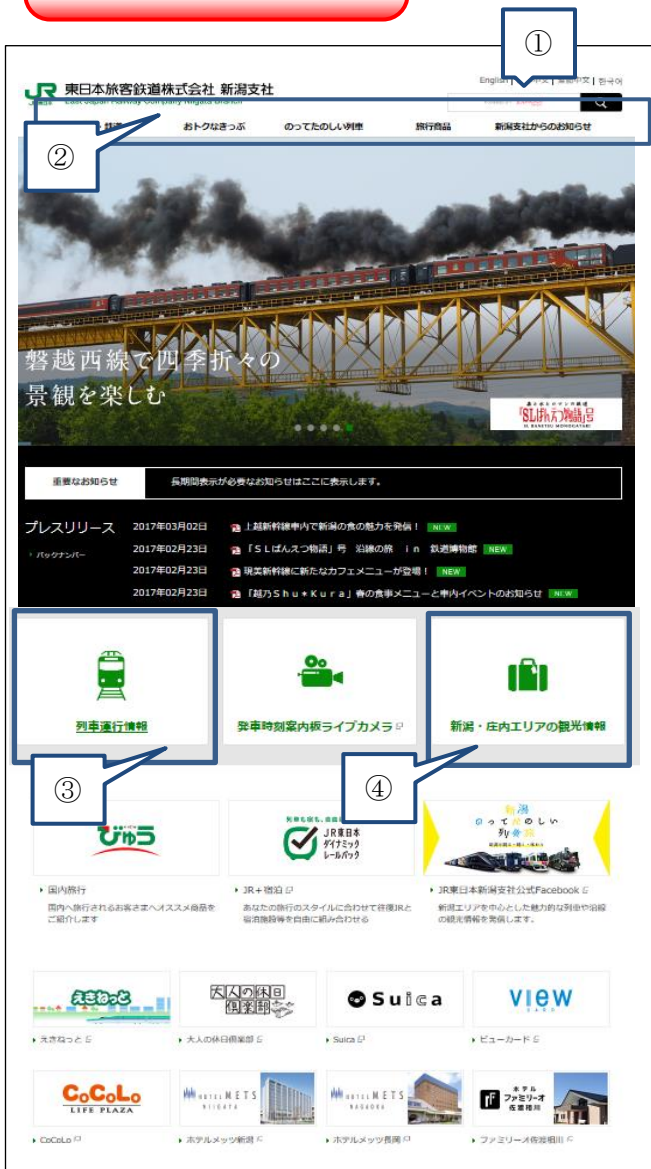 ①
English
한국어
JR
東日本旅客鉄道株式会社 新潟支社
East Japan Railway Company Niigata Branch
②
おトクなきっぷ
のってたのしい列車
旅行商品
新潟支社からのお知らせ
磐越西線で四季折々の
景観を楽しむ
「SLばんえつ物語」号
重要なお知らせ
長期間表示が必要なお知らせはここに表示します。
プレスリリース
バックナンバー
2017年03月02日 上越新幹線車内で新潟の食の魅力を発信！ NEW
2017年02月23日 「ＳＬばんえつ物語」号　沿線の旅　ｉｎ　鉄道博物館 NEW
2017年02月23日 現美新幹線に新たなカフェメニューが登場！ NEW
2017年02月23日 「越乃Ｓｈｕ＊Ｋｕｒａ」春の食事メニューと車内イベントのお知らせ NEW
列車運行情報
発車時刻案内板ライブカメラ
新潟・庄内エリアの観光情報
③
④
びゅう
JR東日本
ダイナミック
レールパック
新潟
のってたのしい
列車旅
国内旅行
国内へ旅行されるお客さまへオススメ商品を
ご紹介します
JR＋宿泊
あなたの旅行のスタイルに合わせて往復JRと
宿泊施設等を自由に組み合わせる
JR東日本新潟支社公式Facebook
新潟エリアを中心とした魅力的な列車や沿線
の観光情報を発信します。
えきねっと
大人の休日
倶楽部
Suica
VIEW
CARD
えきねっと
大人の休日倶楽部
Suica
ビューカード
CoCoLo
LIFE PLAZA
HOTEL METS
NIIGATA
HOTEL METS
NAGAOKA
ホテル
ファミリーオ
佐渡相川
CoCoLo
ホテルメッツ新潟
ホテルメッツ長岡
ファミリーオ佐渡相川